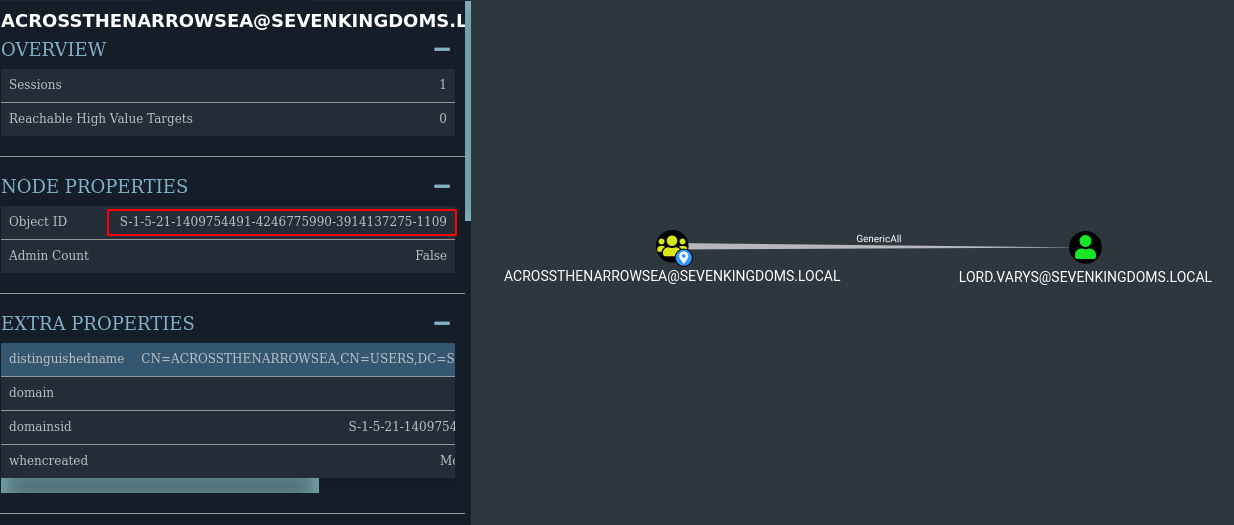 ACROSSTHENARROWSEA@SEVENKINGDOMS.L
OVERVIEW
Sessions 1
Reachable High Value Targets 0
NODE PROPERTIES
Object ID S-1-5-21-1409754491-4246775990-3914137275-1109
Admin Count False
EXTRA PROPERTIES
distinguishedname CN=ACROSSTHENARROWSEA,CN=USERS,DC=S
domain
domainsid S-1-5-21-1409754
whencreated Mo
GenericAll
ACROSSTHENARROWSEA@SEVENKINGDOMS.LOCAL
LORD.VARYS@SEVENKINGDOMS.LOCAL